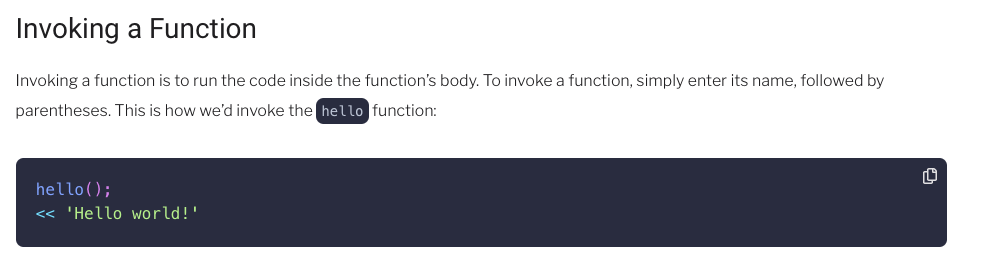 Invoking a Function
Invoking a function is to run the code inside the function’s body. To invoke a function, simply enter its name, followed by
parentheses. This is how we’d invoke the hello function:
hello();
<< 'Hello world!'